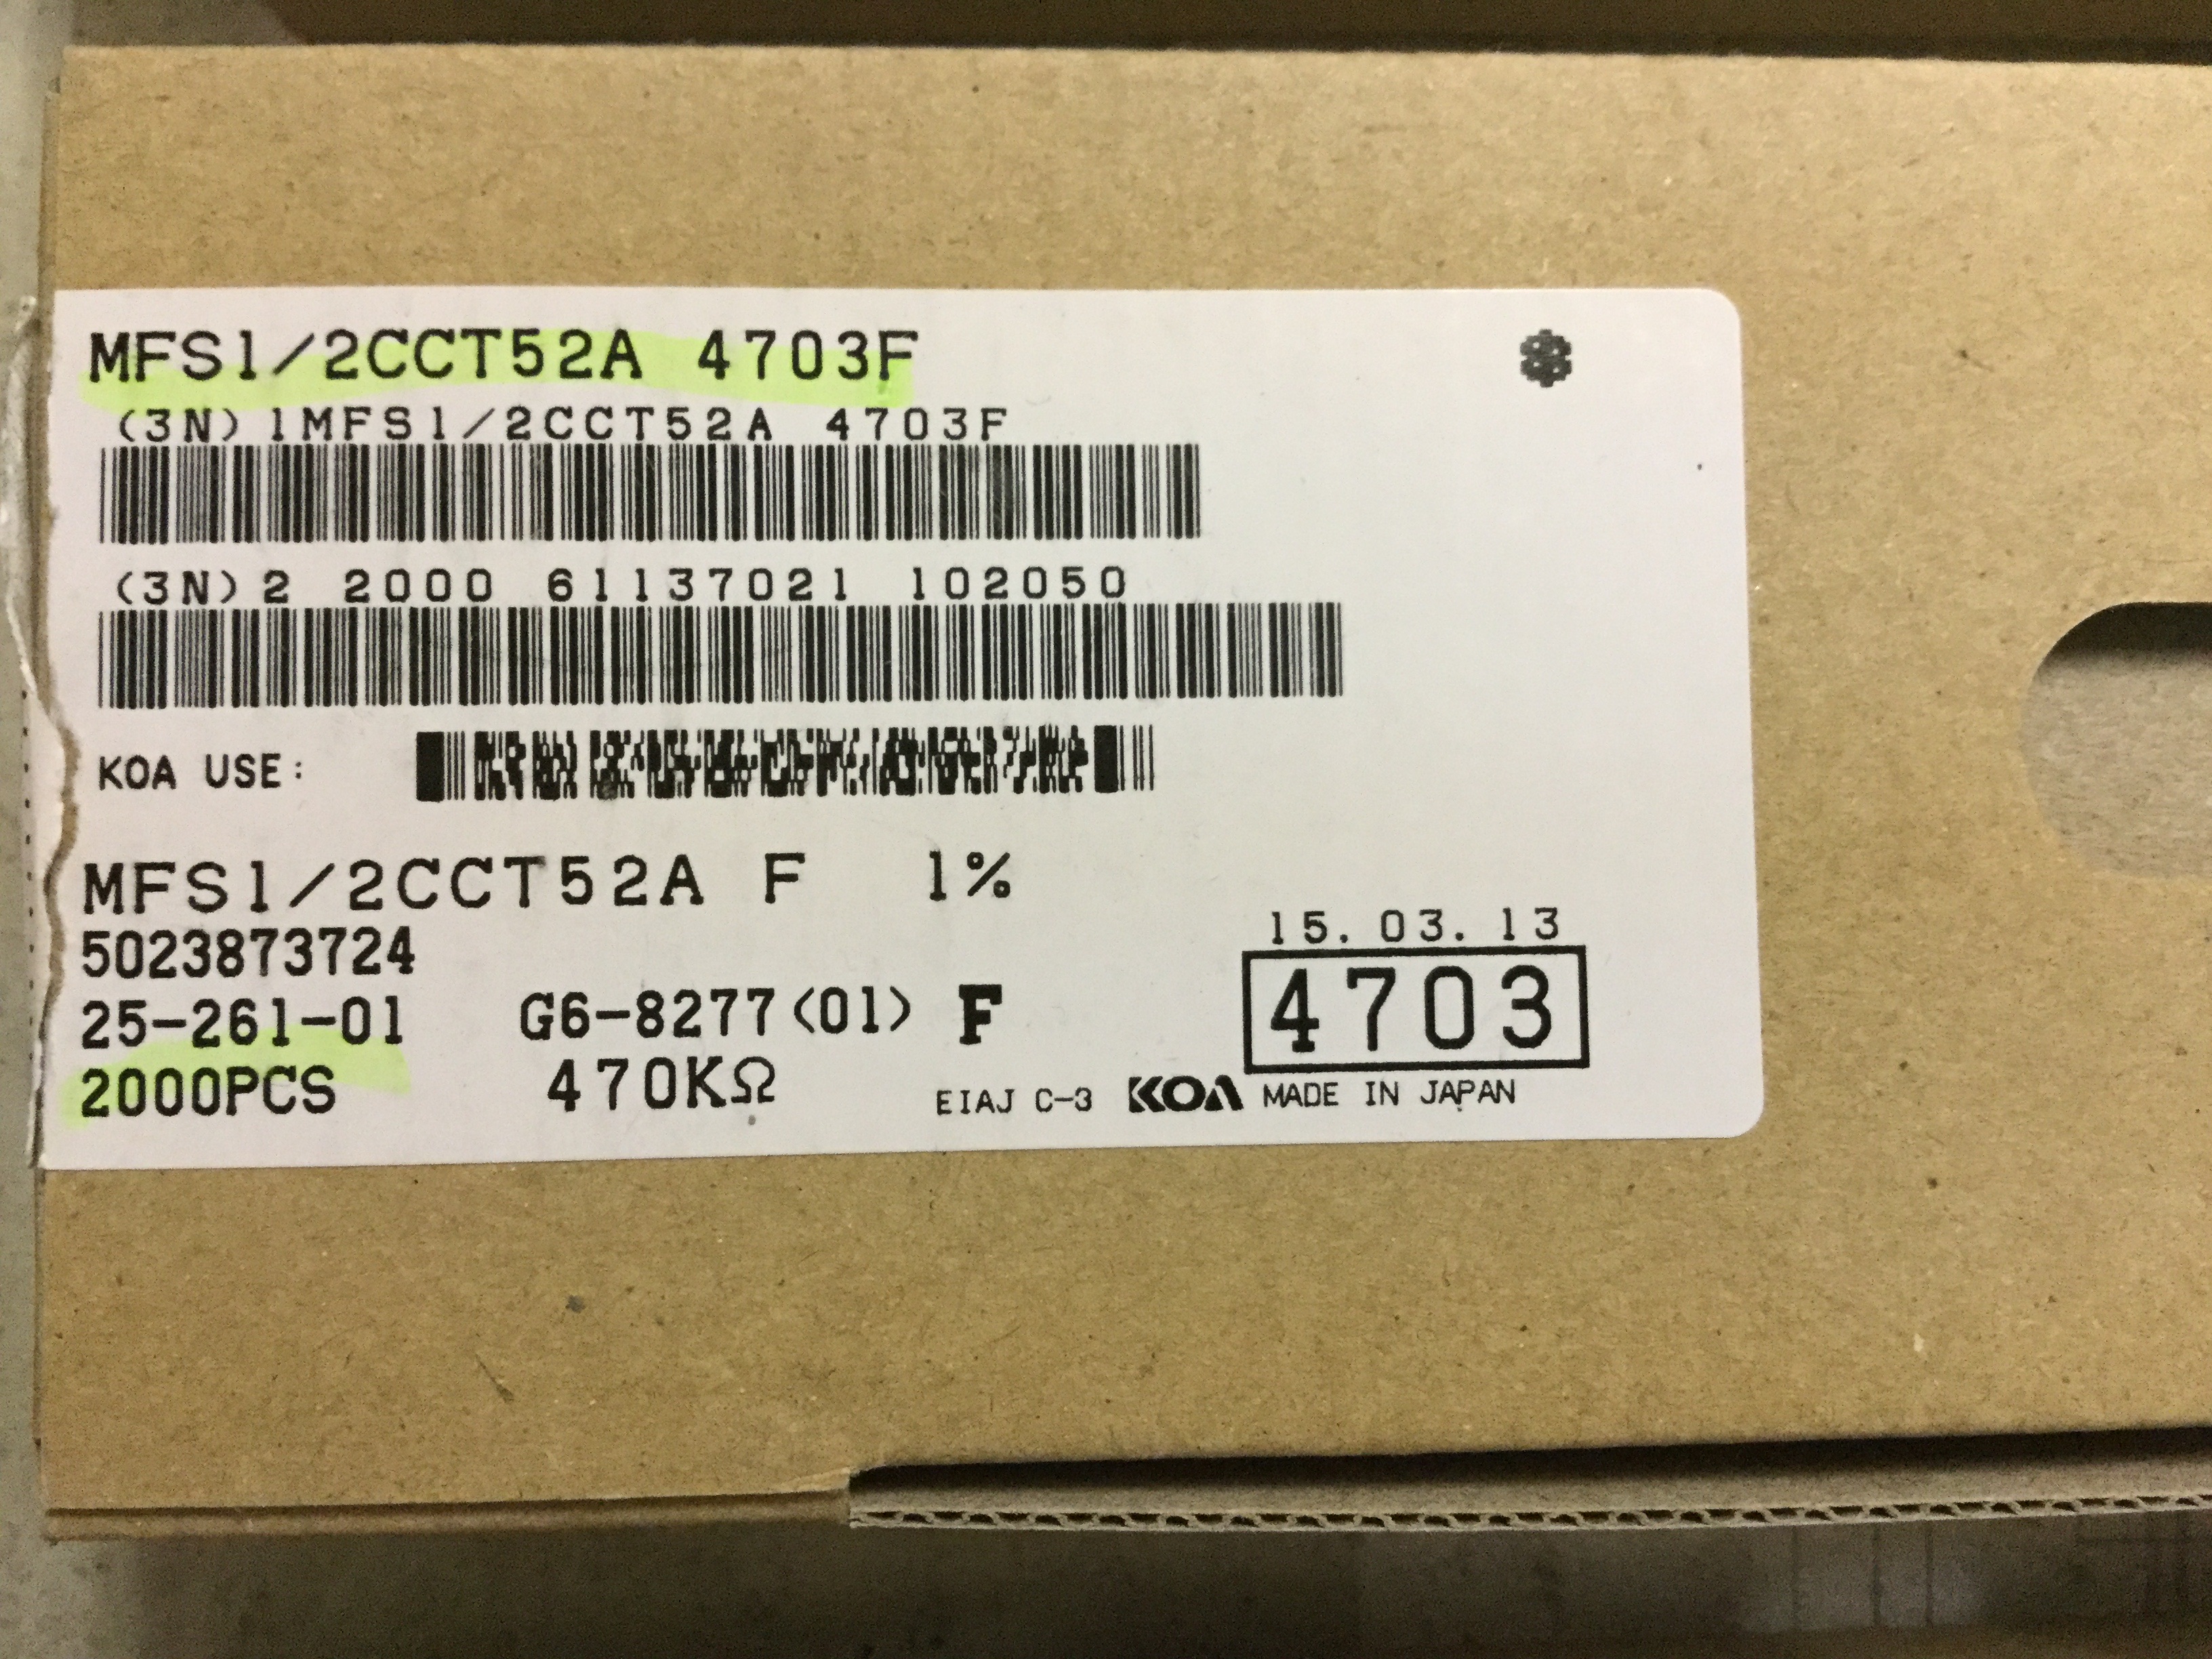 MFS1/2CCT52A 4703F
(3N)1MFS1/2CCT52A 4703F
(3N)2 2000 61137021 102050
KOA USE:
MFS1/2CCT52A F 1%
5023873724
15.03.13
25-261-01 G6-8277(01) F 4703
2000PCS 470KΩ EIAJ C-3 KOA MADE IN JAPAN